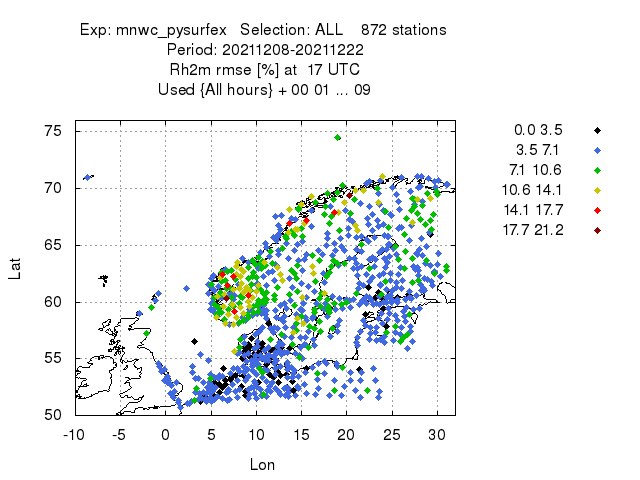 Exp: mnwc_pysurfex   Selection: ALL    872 stations
Period: 20211208-20211222
Rh2m rmse [%] at  17 UTC
Used {All hours} + 00 01 ... 09
75
70
65
60
55
50
Lat
-10 -5 0 5 10 15 20 25 30
Lon
0.0 3.5
3.5 7.1
7.1 10.6
10.6 14.1
14.1 17.7
17.7 21.2